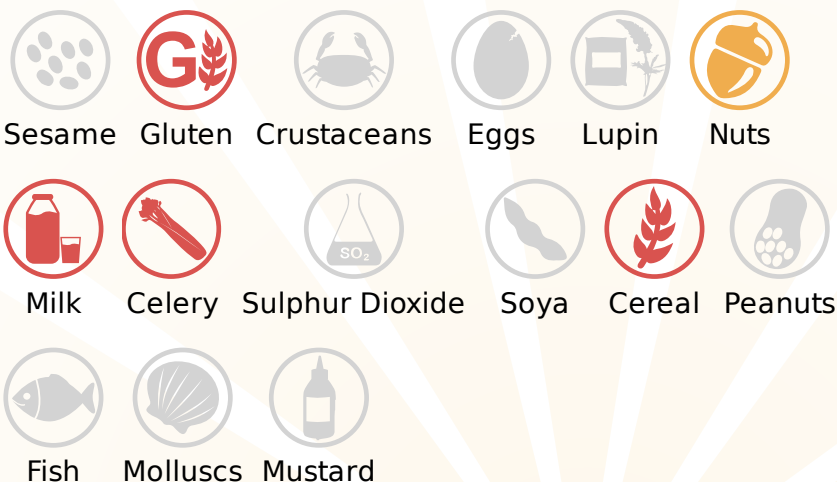 G
Sesame Gluten Crustaceans Eggs Lupin Nuts
SO₂
Milk Celery Sulphur Dioxide Soya Cereal Peanuts
Fish Molluscs Mustard